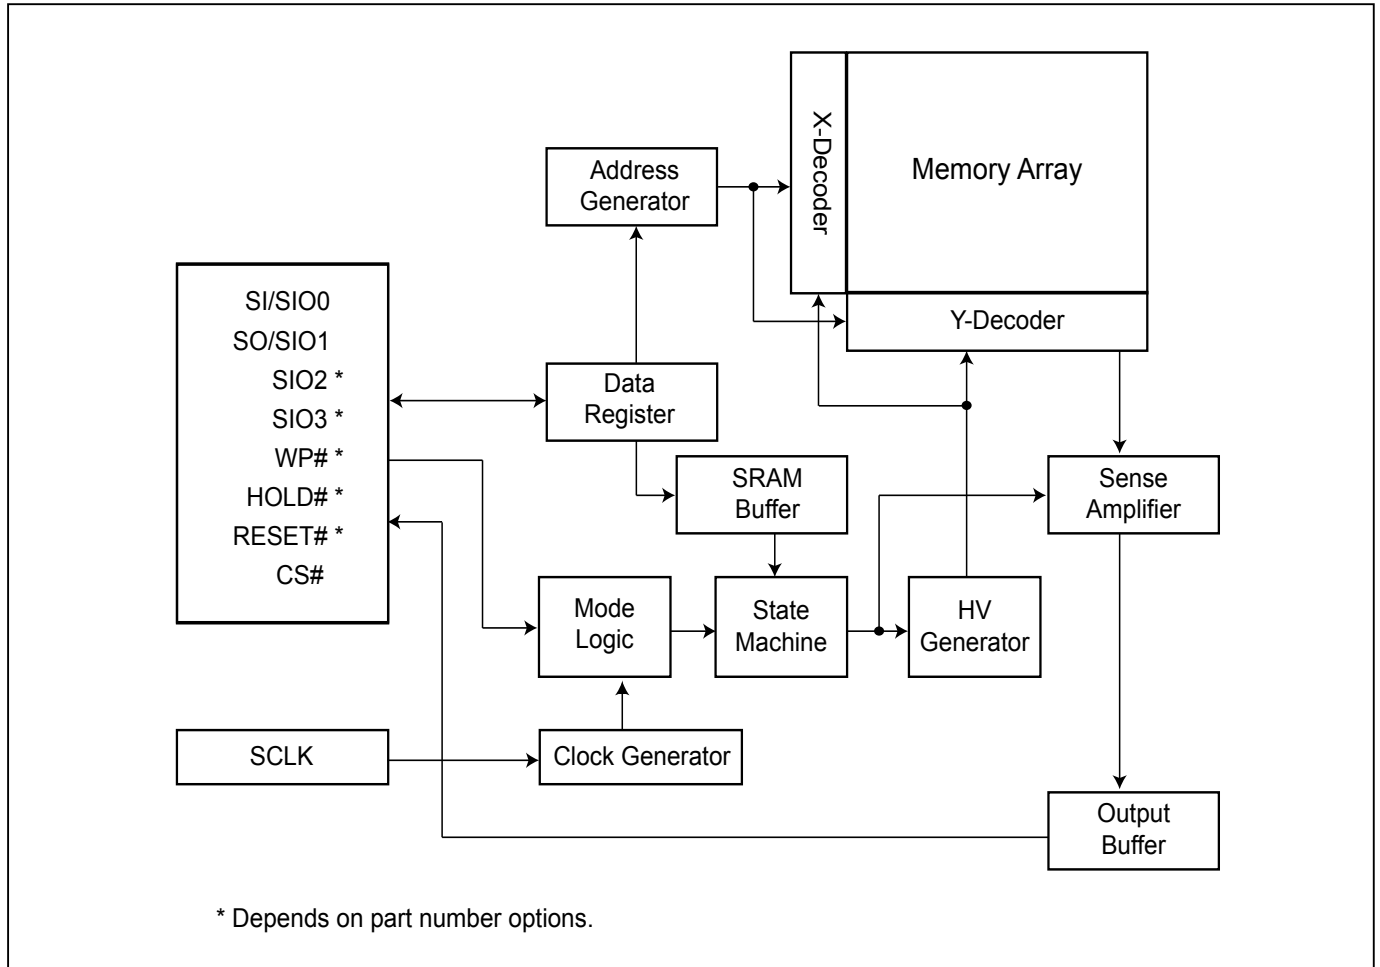 X-Decoder
Memory Array
Address
Generator
Y-Decoder
SI/SIO0
SO/SIO1
SIO2 *
SIO3 *
WP# *
HOLD# *
RESET# *
CS#
Data
Register
SRAM
Buffer
Sense
Amplifier
Mode
Logic
State
Machine
HV
Generator
SCLK
Clock Generator
Output
Buffer
* Depends on part number options.